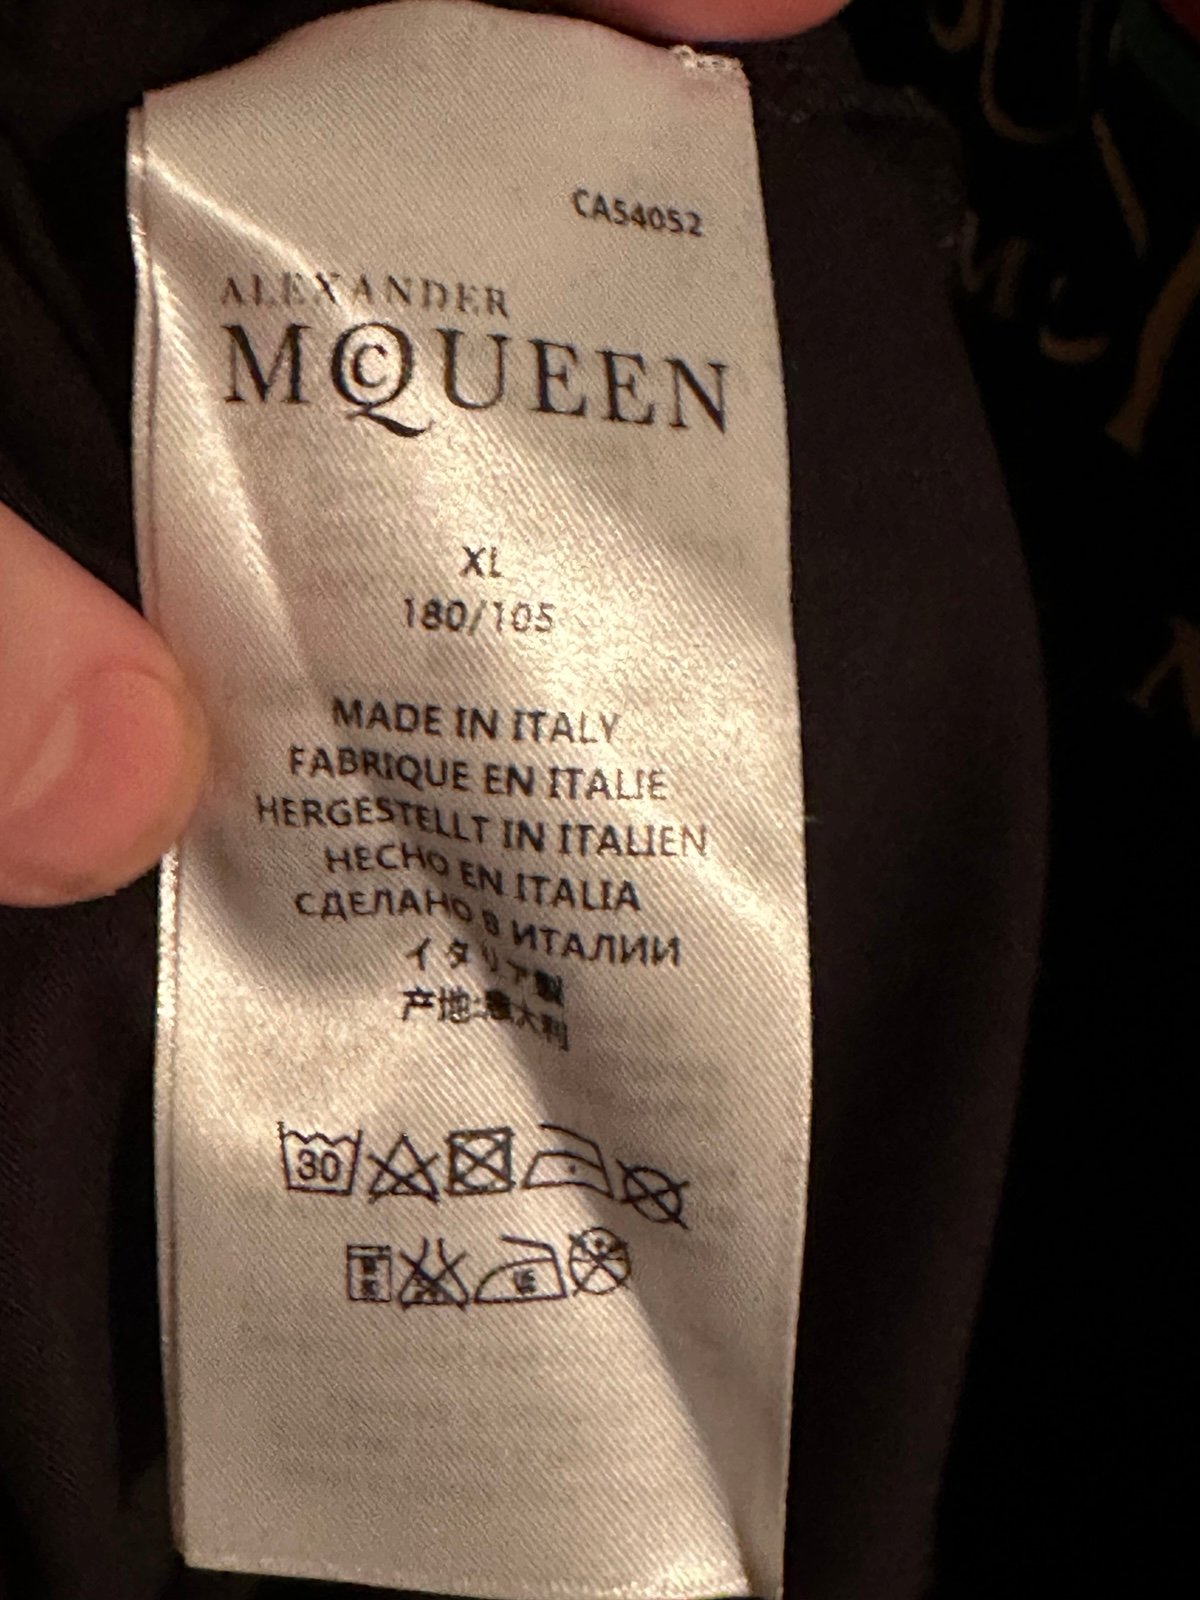 CA54052
ALEXANDER
MCQUEEN
XL
180/105
MADE IN ITALY
FABRIQUE EN ITALIE
HERGESTELLT IN ITALIEN
HECHO EN ITALIA
СДЕЛАНО В ИТАЛИИ
イタリア製
产地:意大利
30